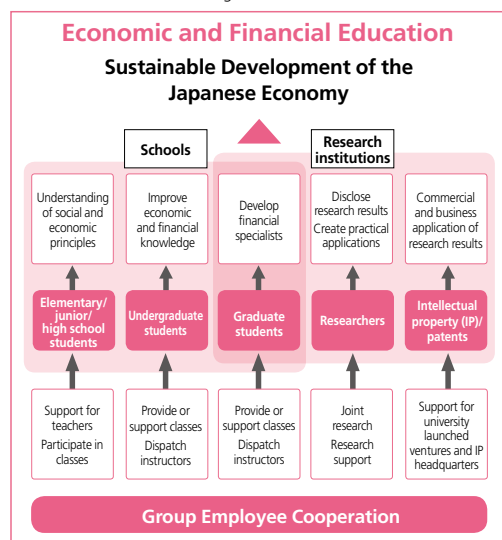 Economic and Financial Education
Sustainable Development of the
Japanese Economy
Schools
Research
institutions
Understanding
of social and
economic
principles
Improve
economic
and financial
knowledge
Develop
financial
specialists
Disclose
research results
Create practical
applications
Commercial
and business
application of
research results
Elementary/
junior/
high school
students
Undergraduate
students
Graduate
students
Researchers
Intellectual
property (IP)/
patents
Support for
teachers
Participate in
classes
Provide or
support classes
Dispatch
instructors
Provide or
support classes
Dispatch
instructors
Joint
research
Research
support
Support for
university
launched
ventures and IP
headquarters
Group Employee Cooperation